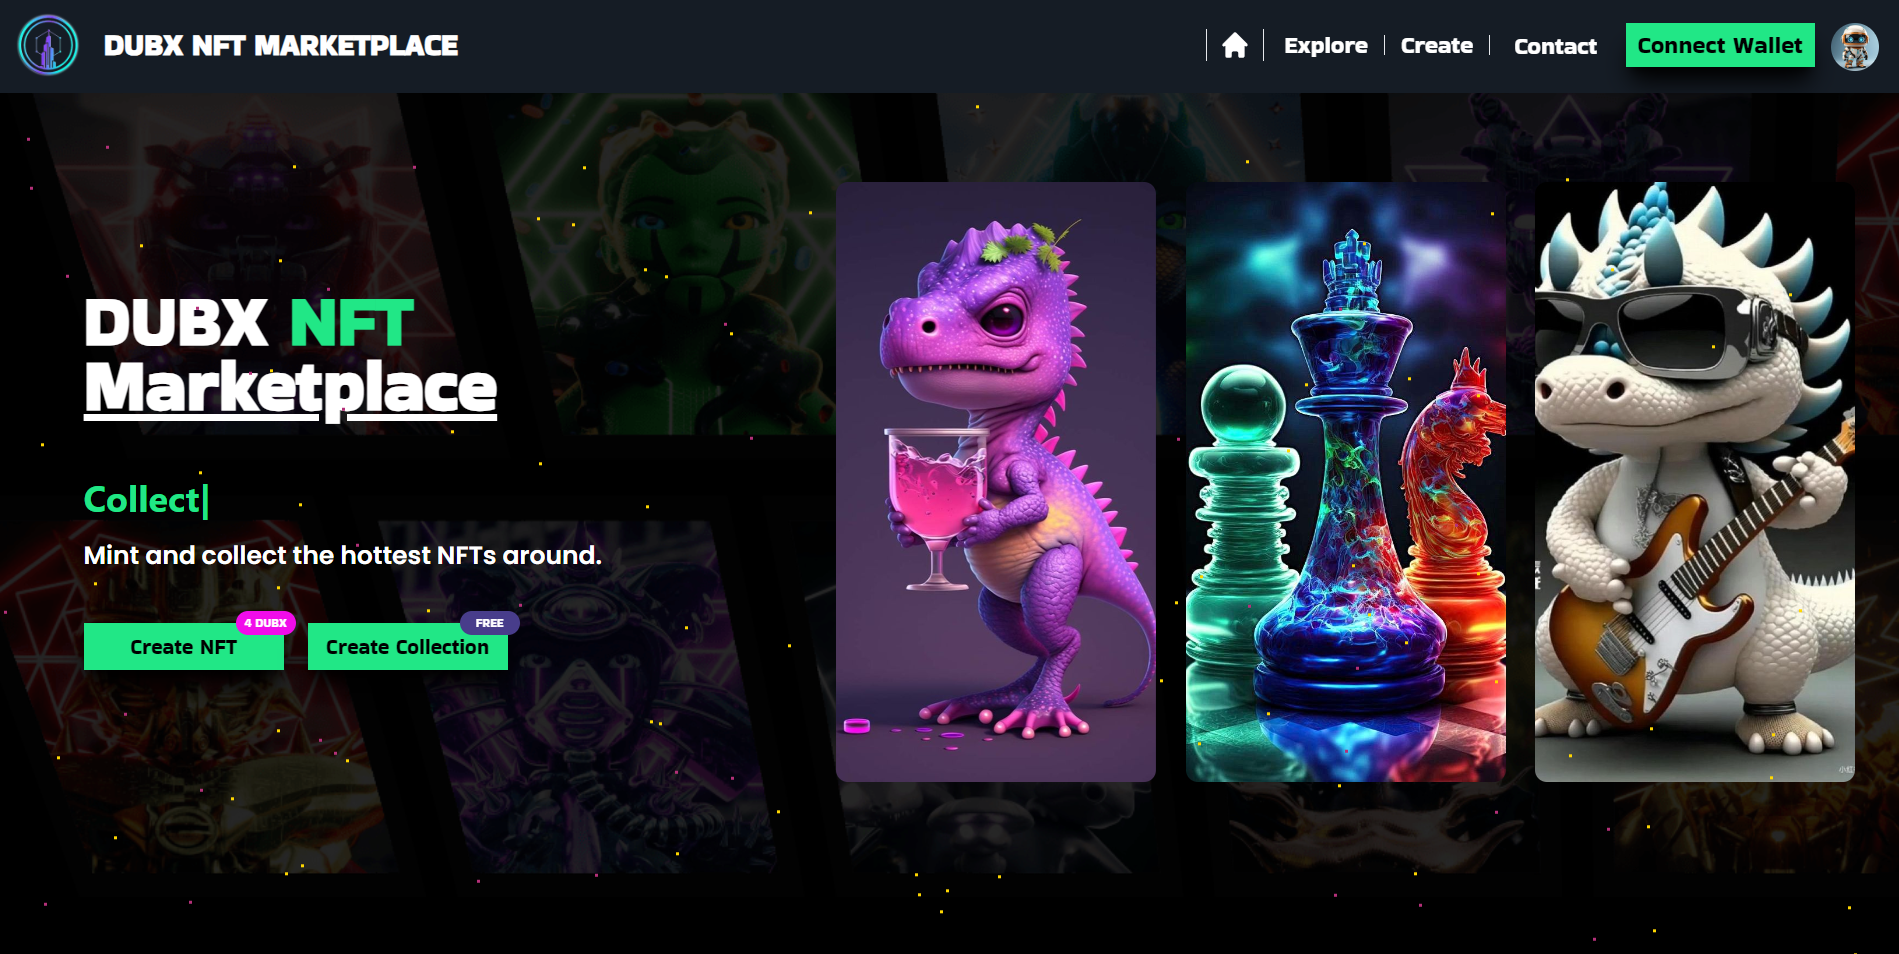 DUBX NFT MARKETPLACE
Explore
Create
Contact
Connect Wallet
DUBX NFT
Marketplace
Collect
Mint and collect the hottest NFTs around.
4 DUBX
Create NFT
FREE
Create Collection